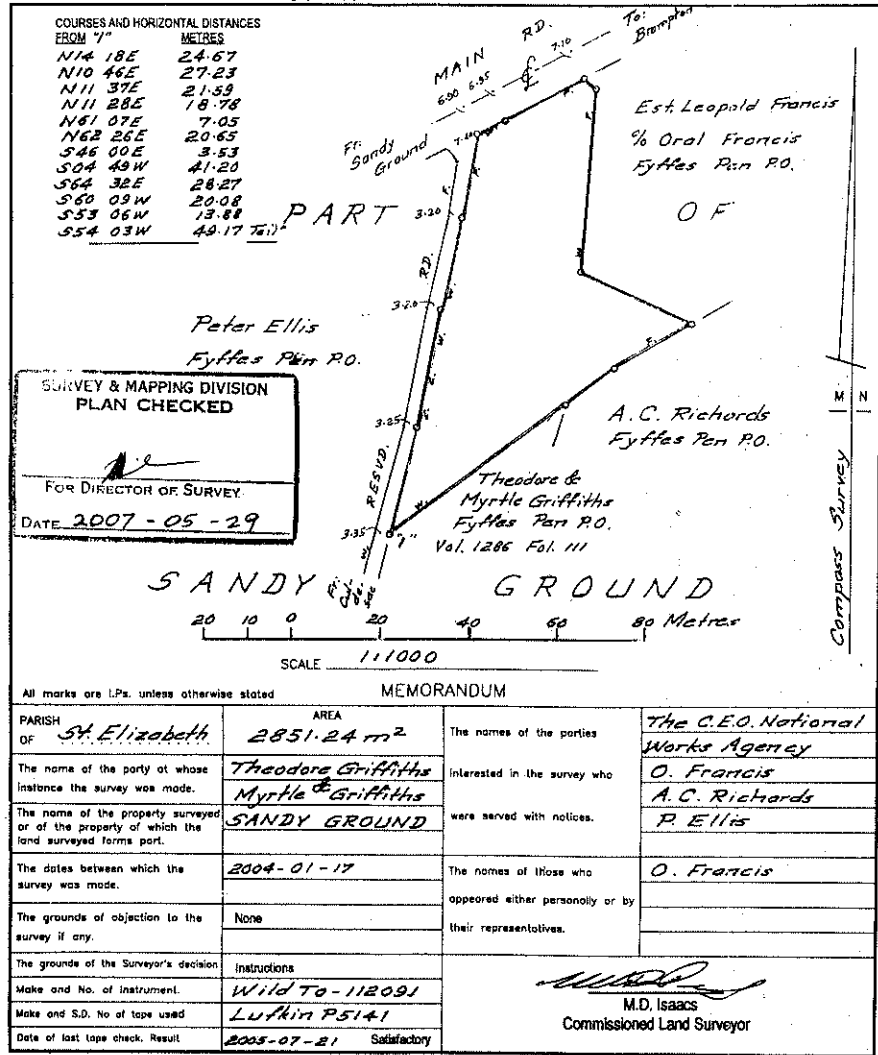 COURSES AND HORIZONTAL DISTANCES
FROM "1" METRES
N14 18E 24.67
N10 46E 27.23
N11 37E 21.59
N11 28E 18.78
N61 07E 7.05
N62 26E 20.65
S46 00E 3.53
S04 49W 41.20
S64 32E 28.27
S60 09W 20.08
S53 06W 13.88
S54 03W 49.17 To "1"
MAIN RD.
To: Brompton
6.90 6.95 7.10
7.20
Fr: Sandy Ground
Est. Leopold Francis
c/o Oral Francis
Fyffes Pen P.O.
PART OF
3.20
RD.
3.20
Peter Ellis
Fyffes Pen P.O.
SURVEY & MAPPING DIVISION
PLAN CHECKED
FOR DIRECTOR OF SURVEY
DATE 2007-05-29
3.25
RESVD.
3.35
"1"
M N
Compass Survey
A.C. Richards
Fyffes Pen P.O.
Theodore &
Myrtle Griffiths
Fyffes Pen P.O.
Vol. 1286 Fol. 111
Fr: Cul-de-sac
SANDY GROUND
20 10 0 20 40 60 80 Metres
SCALE 1:1000
All marks are I.Ps. unless otherwise stated
MEMORANDUM
PARISH OF St. Elizabeth
AREA
2851.24 m²
The name of the party at whose instance the survey was made.
Theodore Griffiths
& Myrtle Griffiths
The name of the property surveyed or of the property of which the land surveyed forms part.
SANDY GROUND
The dates between which the survey was made.
2004-01-17
The grounds of objection to the survey if any.
None
The grounds of the Surveyor's decision
Instructions
Make and No. of Instrument.
Wild To-112091
Make and S.D. No of tape used
Lufkin P5141
Date of last tape check, Result
2005-07-21 Satisfactory
The names of the parties interested in the survey who were served with notices.
The C.E.O. National
Works Agency
O. Francis
A.C. Richards
P. Ellis
The names of those who appeared either personally or by their representatives.
O. Francis
M.D. Isaacs
Commissioned Land Surveyor